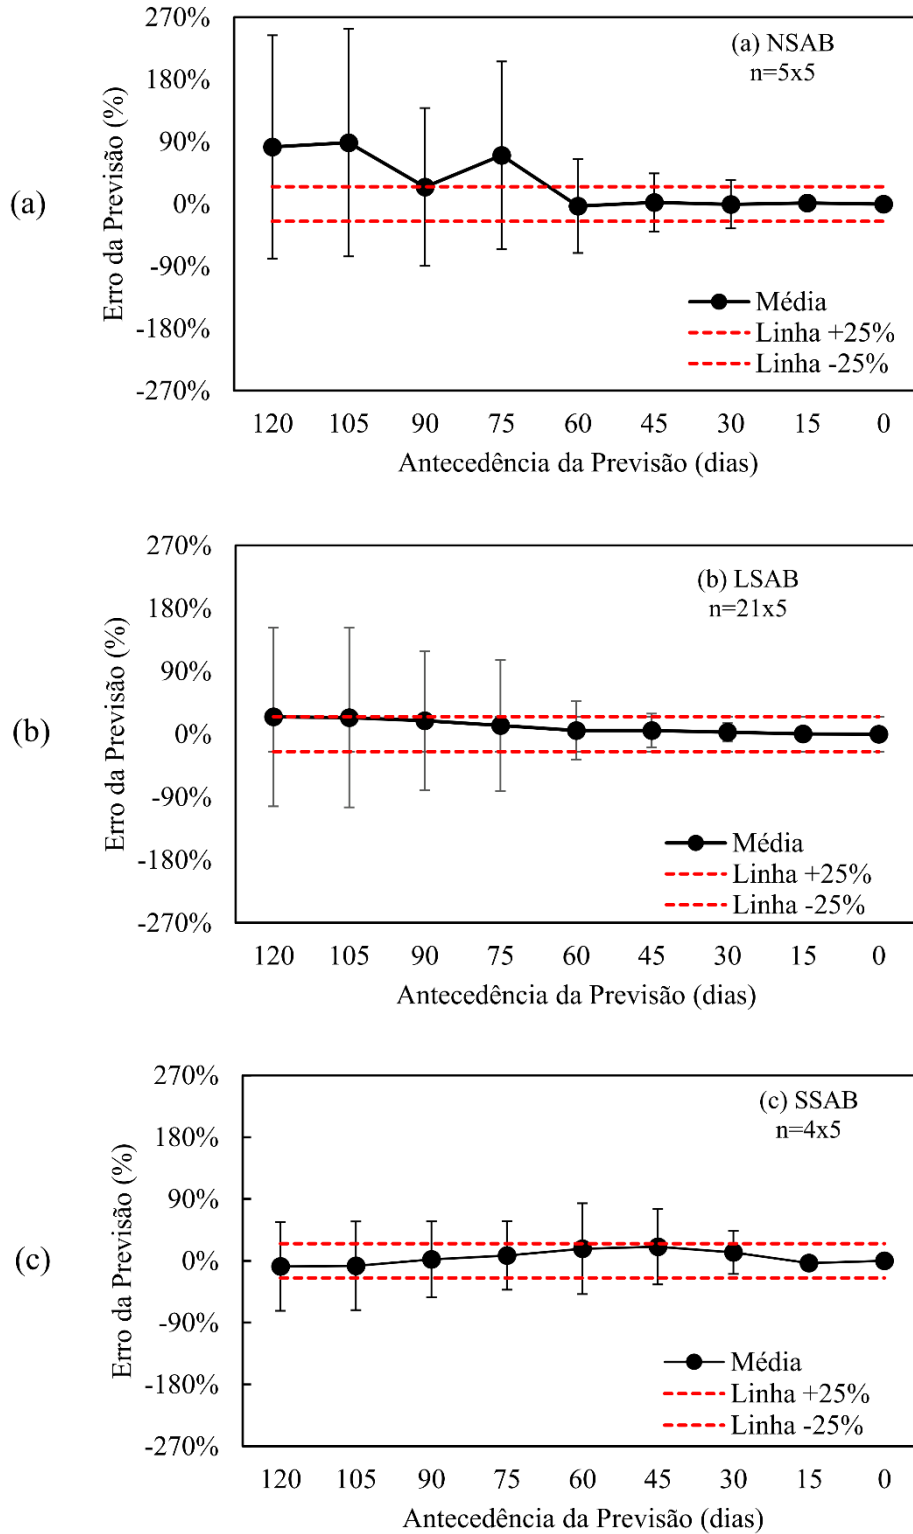 (a)
Erro da Previsão (%)
270%
180%
90%
0%
-90%
-180%
-270%
(a) NSAB
n=5x5
Média
Linha +25%
Linha -25%
120 105 90 75 60 45 30 15 0
Antecedência da Previsão (dias)
(b)
Erro da Previsão (%)
270%
180%
90%
0%
-90%
-180%
-270%
(b) LSAB
n=21x5
Média
Linha +25%
Linha -25%
120 105 90 75 60 45 30 15 0
Antecedência da Previsão (dias)
(c)
Erro da Previsão (%)
270%
180%
90%
0%
-90%
-180%
-270%
(c) SSAB
n=4x5
Média
Linha +25%
Linha -25%
120 105 90 75 60 45 30 15 0
Antecedência da Previsão (dias)